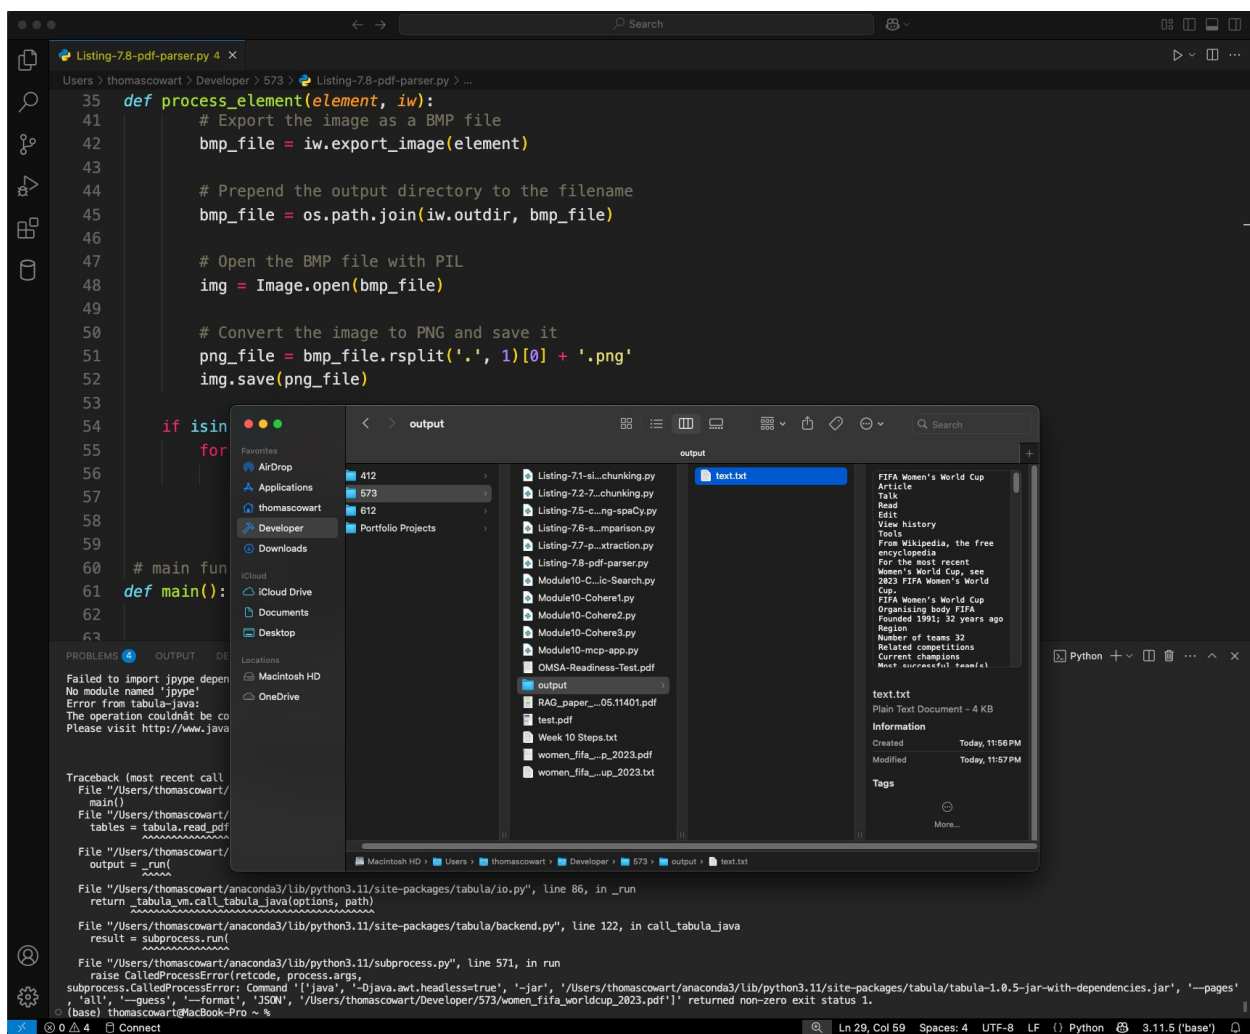 Search
Listing-7.8-pdf-parser.py 4
Users > thomascowart > Developer > 573 > Listing-7.8-pdf-parser.py > ...
35 def process_element(element, iw):
41 # Export the image as a BMP file
42 bmp_file = iw.export_image(element)
43
44 # Prepend the output directory to the filename
45 bmp_file = os.path.join(iw.outdir, bmp_file)
46
47 # Open the BMP file with PIL
48 img = Image.open(bmp_file)
49
50 # Convert the image to PNG and save it
51 png_file = bmp_file.rsplit('.', 1)[0] + '.png'
52 img.save(png_file)
53
54 if isin
55 for
56
57
58
59
60 # main fun
61 def main():
62
63
output
Search
output
Favorites
AirDrop
Applications
thomascowart
Developer
Downloads
iCloud
iCloud Drive
Documents
Desktop
Locations
Macintosh HD
OneDrive
412
573
612
Portfolio Projects
Listing-7.1-si...chunking.py
Listing-7.2-7...chunking.py
Listing-7.5-c...ng-spaCy.py
Listing-7.6-s...mparison.py
Listing-7.7-p...xtraction.py
Listing-7.8-pdf-parser.py
Module10-C...ic-Search.py
Module10-Cohere1.py
Module10-Cohere2.py
Module10-Cohere3.py
Module10-mcp-app.py
OMSA-Readiness-Test.pdf
output
RAG_paper_...05.11401.pdf
test.pdf
Week 10 Steps.txt
women_fifa_...p_2023.pdf
women_fifa_...up_2023.txt
text.txt
FIFA Women's World Cup
Article
Talk
Read
Edit
View history
Tools
From Wikipedia, the free
encyclopedia
For the most recent
Women's World Cup, see
2023 FIFA Women's World
Cup.
FIFA Women's World Cup
Organising body FIFA
Founded 1991; 32 years ago
Region
Number of teams 32
Related competitions
Current champions
Most successful team(s)
text.txt
Plain Text Document - 4 KB
Information
Created Today, 11:56 PM
Modified Today, 11:57 PM
Tags
More...
Macintosh HD > Users > thomascowart > Developer > 573 > output > text.txt
PROBLEMS 4 OUTPUT DE
Python
Failed to import jpype depen
No module named 'jpype'
Error from tabula-java:
The operation couldnât be co
Please visit http://www.java
Traceback (most recent call
File "/Users/thomascowart/
main()
File "/Users/thomascowart/
tables = tabula.read_pdf
^^^^^^^^^^^^^^^
File "/Users/thomascowart/
output = _run(
^^^^^
File "/Users/thomascowart/anaconda3/lib/python3.11/site-packages/tabula/io.py", line 86, in _run
return _tabula_vm.call_tabula_java(options, path)
^^^^^^^^^^^^^^^^^^^^^^^^^^^^^^^^^^^^^^^^^^
File "/Users/thomascowart/anaconda3/lib/python3.11/site-packages/tabula/backend.py", line 122, in call_tabula_java
result = subprocess.run(
^^^^^^^^^^^^^^^
File "/Users/thomascowart/anaconda3/lib/python3.11/subprocess.py", line 571, in run
raise CalledProcessError(retcode, process.args,
subprocess.CalledProcessError: Command '['java', '-Djava.awt.headless=true', '-jar', '/Users/thomascowart/anaconda3/lib/python3.11/site-packages/tabula/tabula-1.0.5-jar-with-dependencies.jar', '--pages'
, 'all', '--guess', '--format', 'JSON', '/Users/thomascowart/Developer/573/women_fifa_worldcup_2023.pdf']' returned non-zero exit status 1.
(base) thomascowart@MacBook-Pro ~ %
0 4 Connect Ln 29, Col 59 Spaces: 4 UTF-8 LF {} Python 3.11.5 ('base')